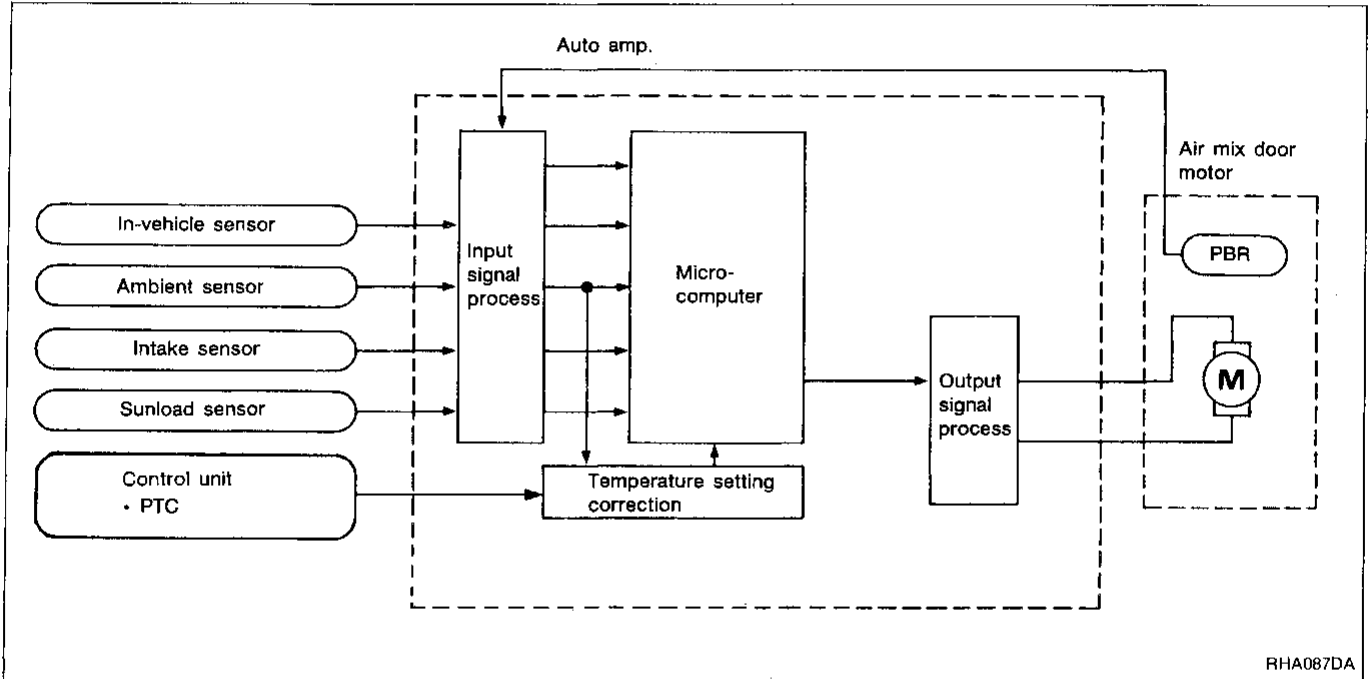 Auto amp.
Air mix door
motor
In-vehicle sensor
Ambient sensor
Intake sensor
Sunload sensor
Control unit
• PTC
Input
signal
process
Micro-
computer
Temperature setting
correction
Output
signal
process
PBR
M
RHA087DA